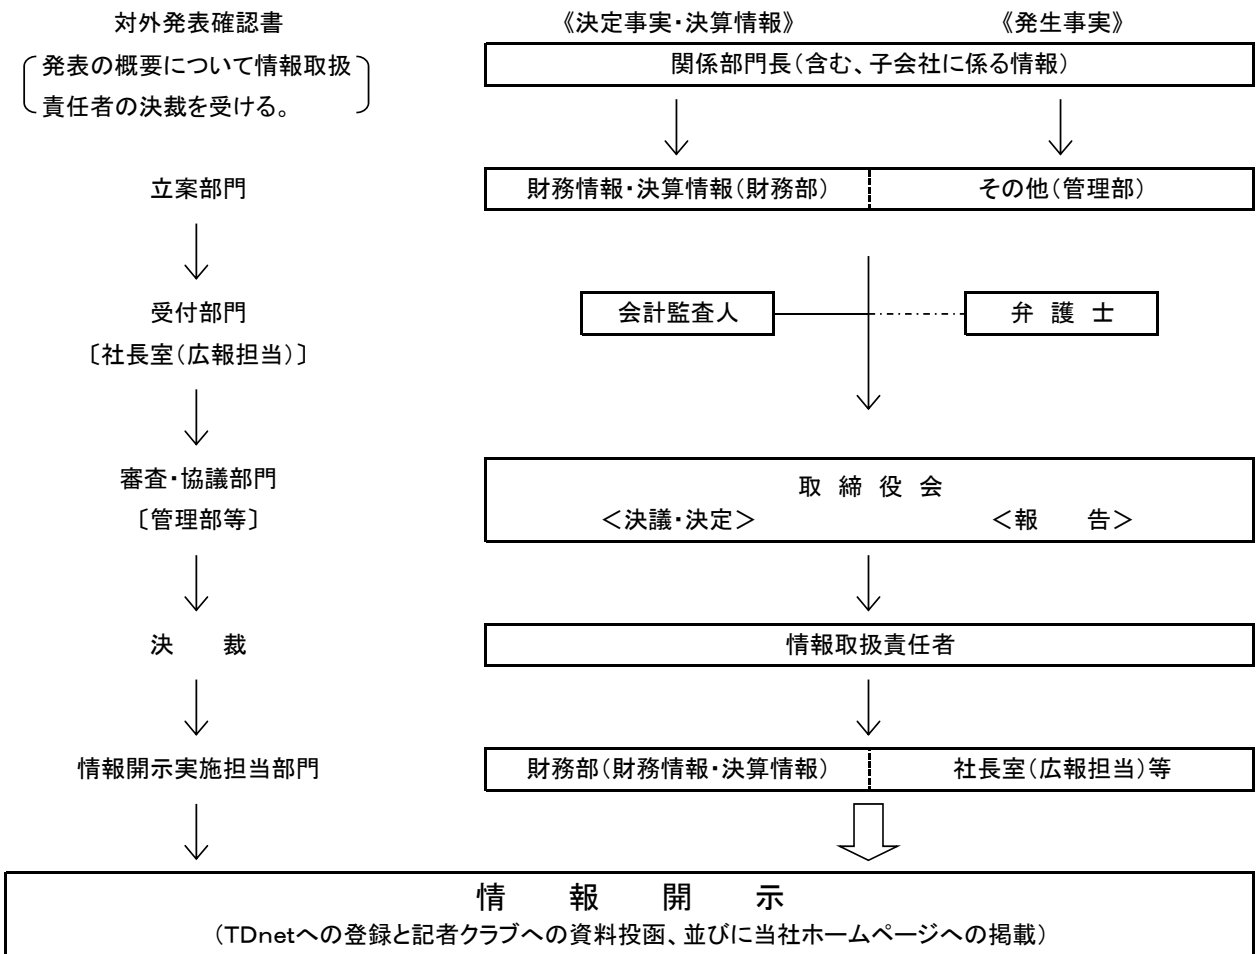 対外発表確認書
発表の概要について情報取扱
責任者の決裁を受ける。
立案部門
受付部門
〔社長室(広報担当)〕
審査・協議部門
〔管理部等〕
決　　裁
情報開示実施担当部門
《決定事実・決算情報》　《発生事実》
関係部門長(含む、子会社に係る情報)
財務情報・決算情報(財務部)　その他(管理部)
会計監査人　弁 護 士
取 締 役 会
＜決議・決定＞　＜報　　告＞
情報取扱責任者
財務部(財務情報・決算情報)　社長室(広報担当)等
情　報　開　示
(TDnetへの登録と記者クラブへの資料投函、並びに当社ホームページへの掲載)